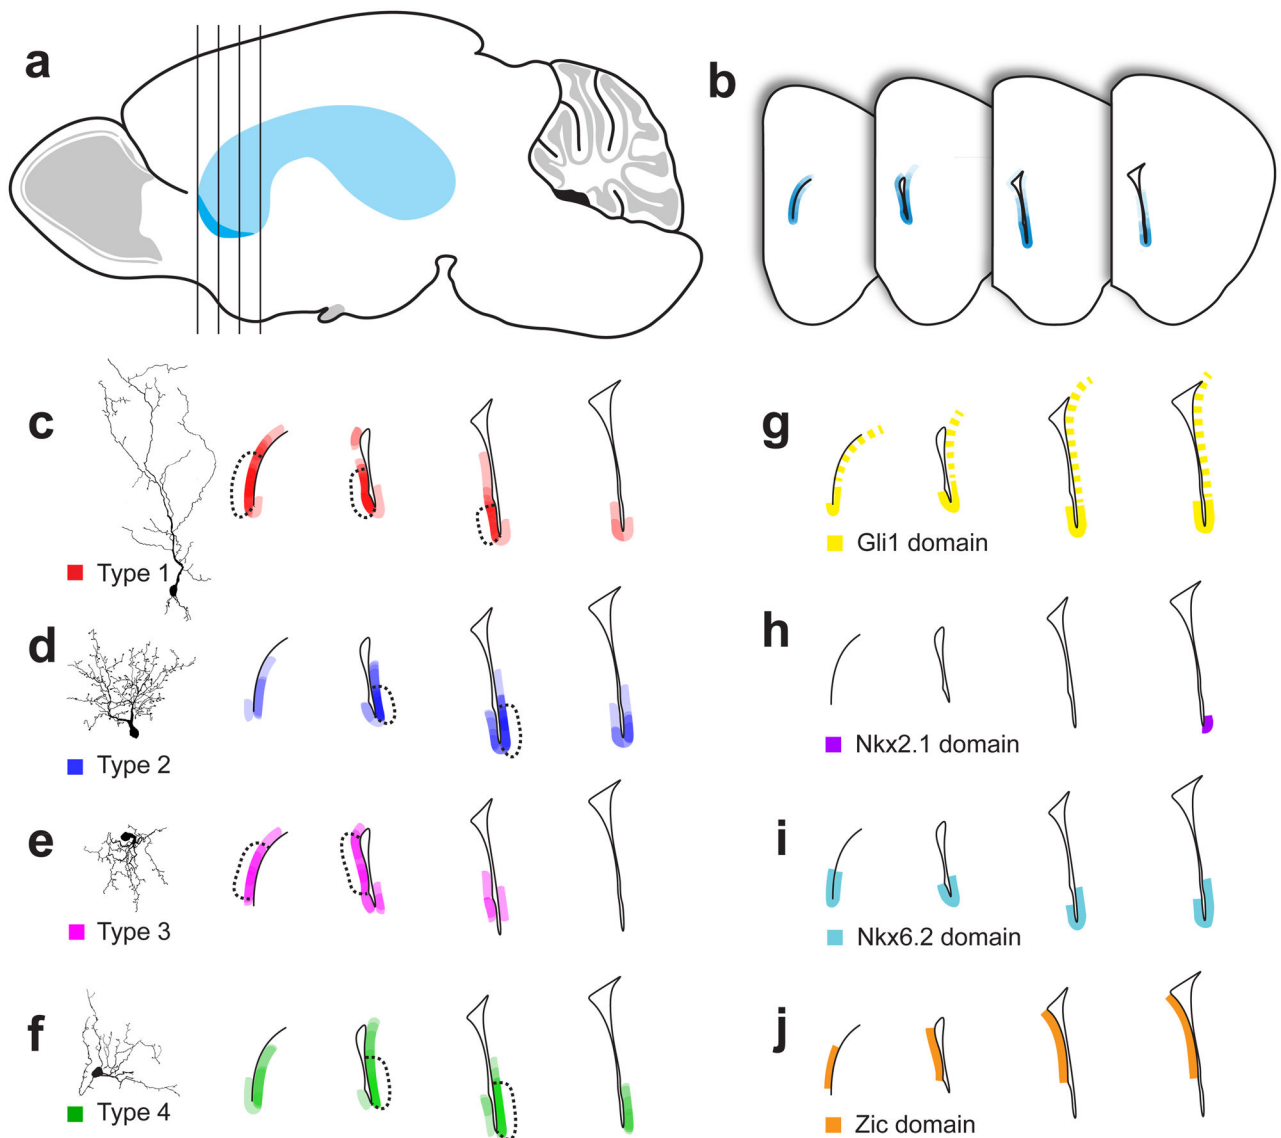 a
b
c
Type 1
d
Type 2
e
Type 3
f
Type 4
g
Gli1 domain
h
Nkx2.1 domain
i
Nkx6.2 domain
j
Zic domain